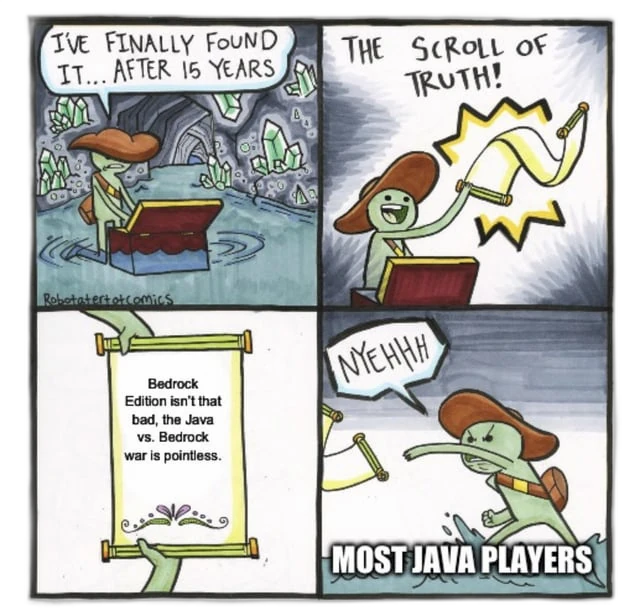 I'VE FINALLY FOUND
IT... AFTER 15 YEARS
THE SCROLL OF
TRUTH!
Robotatertotcomics
Bedrock
Edition isn't that
bad, the Java
vs. Bedrock
war is pointless.
NYEHHH
MOST JAVA PLAYERS